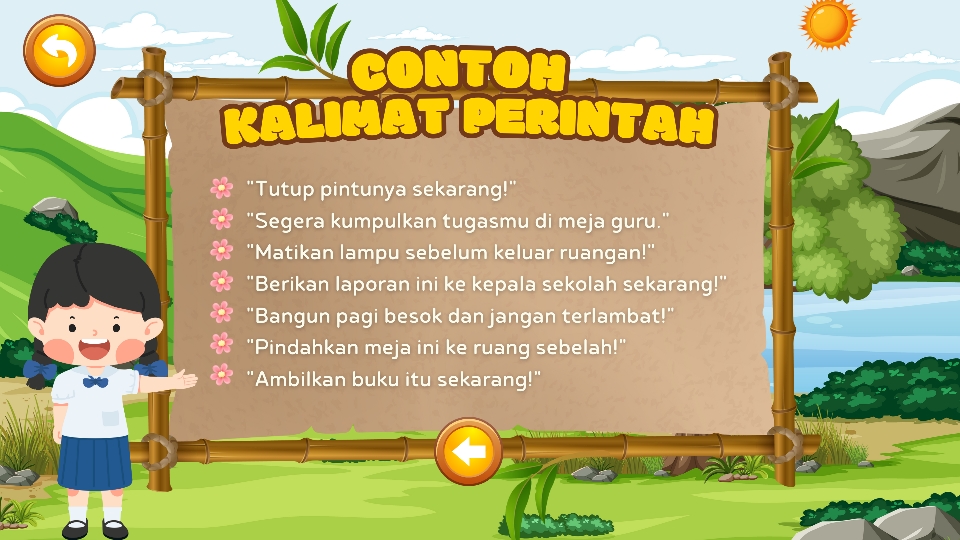 CONTOH
KALIMAT PERINTAH
"Tutup pintunya sekarang!"
"Segera kumpulkan tugasmu di meja guru."
"Matikan lampu sebelum keluar ruangan!"
"Berikan laporan ini ke kepala sekolah sekarang!"
"Bangun pagi besok dan jangan terlambat!"
"Pindahkan meja ini ke ruang sebelah!"
"Ambilkan buku itu sekarang!"